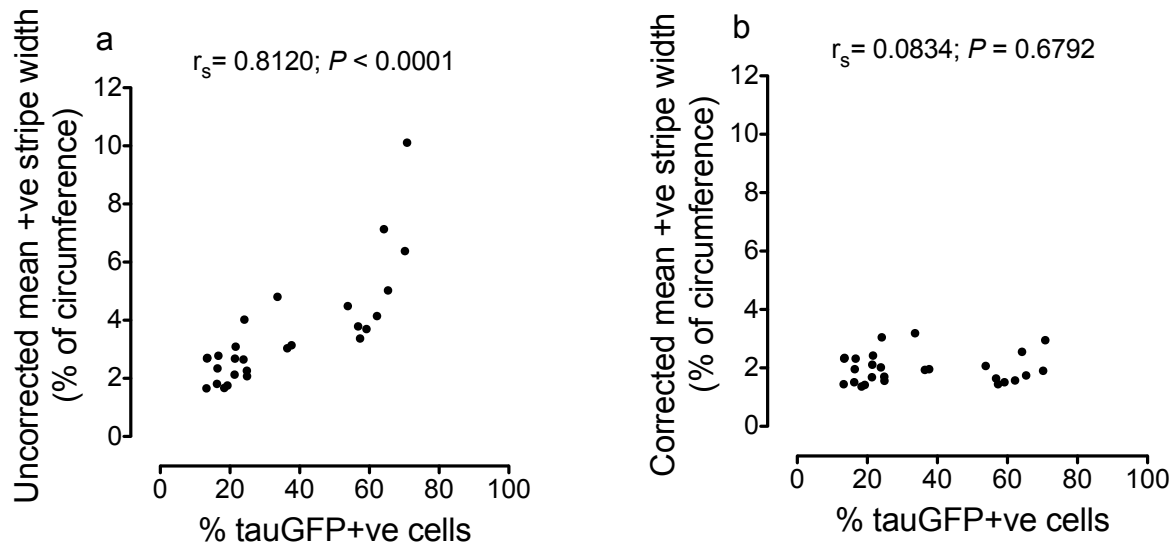 a
rs= 0.8120; P < 0.0001
Uncorrected mean +ve stripe width
(% of circumference)
12
10
8
6
4
2
0
0 20 40 60 80 100
% tauGFP+ve cells
b
rs= 0.0834; P = 0.6792
Corrected mean +ve stripe width
(% of circumference)
12
10
8
6
4
2
0
0 20 40 60 80 100
% tauGFP+ve cells